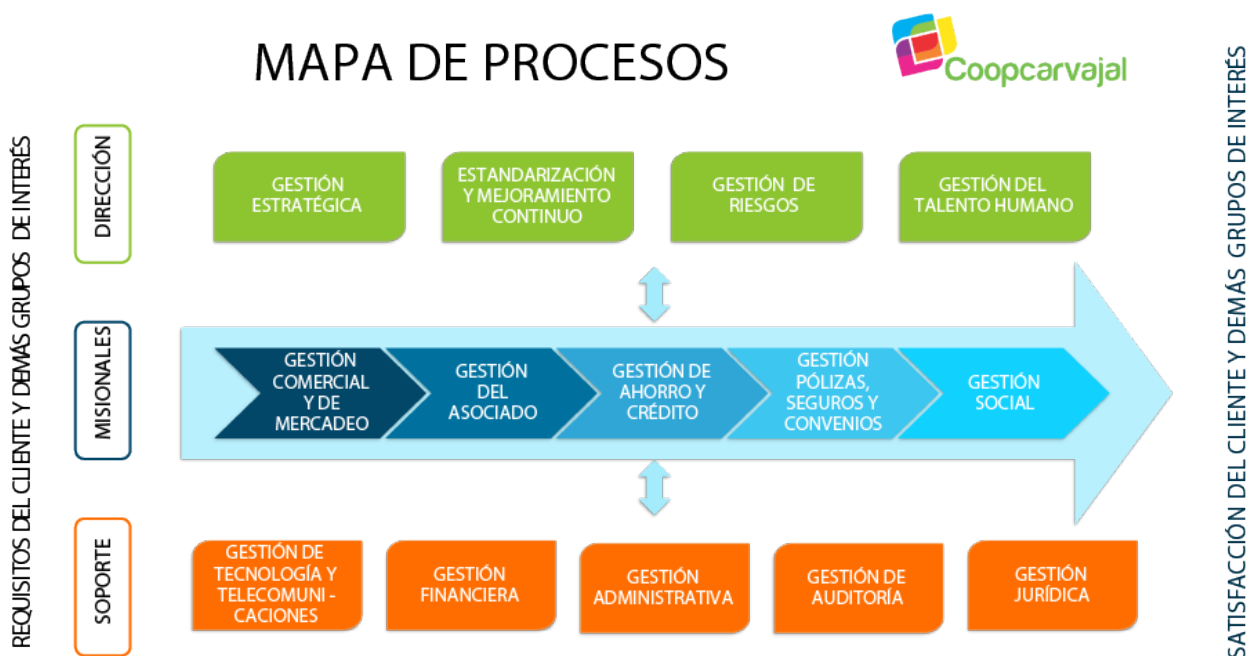 MAPA DE PROCESOS
Coopcarvajal
REQUISITOS DEL CLIENTE Y DEMÁS GRUPOS DE INTERÉS
DIRECCIÓN
GESTIÓN
ESTRATÉGICA
ESTANDARIZACIÓN
Y MEJORAMIENTO
CONTINUO
GESTIÓN DE
RIESGOS
GESTIÓN DEL
TALENTO HUMANO
MISIONALES
GESTIÓN
COMERCIAL
Y DE
MERCADEO
GESTIÓN
DEL
ASOCIADO
GESTIÓN DE
AHORRO Y
CRÉDITO
GESTIÓN
PÓLIZAS,
SEGUROS Y
CONVENIOS
GESTIÓN
SOCIAL
SOPORTE
GESTIÓN DE
TECNOLOGÍA Y
TELECOMUNI -
CACIONES
GESTIÓN
FINANCIERA
GESTIÓN
ADMINISTRATIVA
GESTIÓN DE
AUDITORÍA
GESTIÓN
JURÍDICA
SATISFACCIÓN DEL CLIENTE Y DEMÁS GRUPOS DE INTERÉS